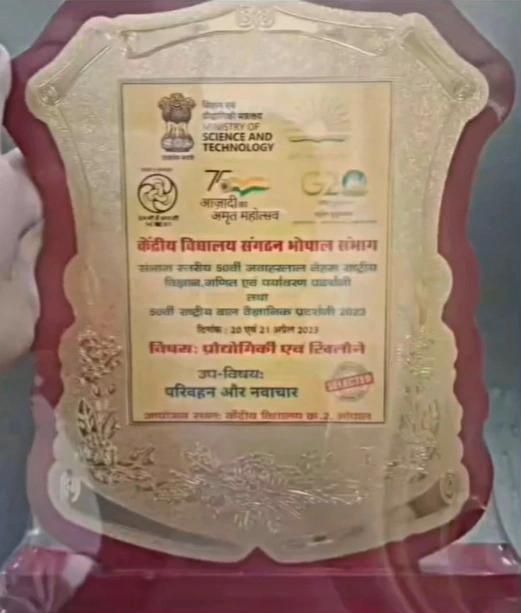 विज्ञान एवं
प्रौद्योगिकी मंत्रालय
MINISTRY OF
SCIENCE AND
TECHNOLOGY
सत्यमेव जयते
75
आज़ादी का
अमृत महोत्सव
G20
NCERT
केंद्रीय विद्यालय संगठन भोपाल संभाग
संभाग स्तरीय 50वीं जवाहरलाल नेहरू राष्ट्रीय
विज्ञान, गणित एवं पर्यावरण प्रदर्शनी
तथा
50वीं राष्ट्रीय बाल वैज्ञानिक प्रदर्शनी 2023
दिनांक : 20 एवं 21 अप्रैल 2023
विषय: प्रौद्योगिकी एवं खिलौने
उप-विषय:
परिवहन और नवाचार
SELECTED
आयोजन स्थल: केंद्रीय विद्यालय क्र.2, भोपाल